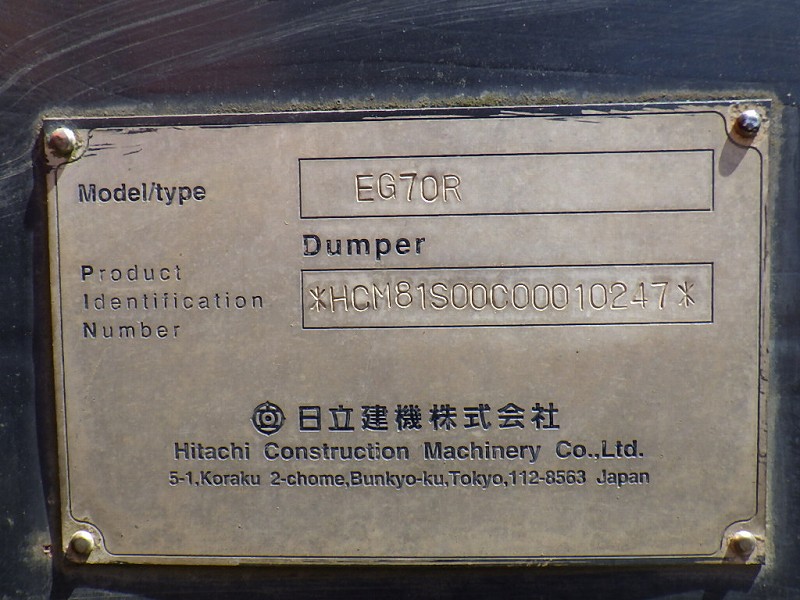 Model/type EG70R
Dumper
Product
Identification *HCM81S00C00010247*
Number
日立建機株式会社
Hitachi Construction Machinery Co.,Ltd.
5-1,Koraku 2-chome,Bunkyo-ku,Tokyo,112-8563 Japan